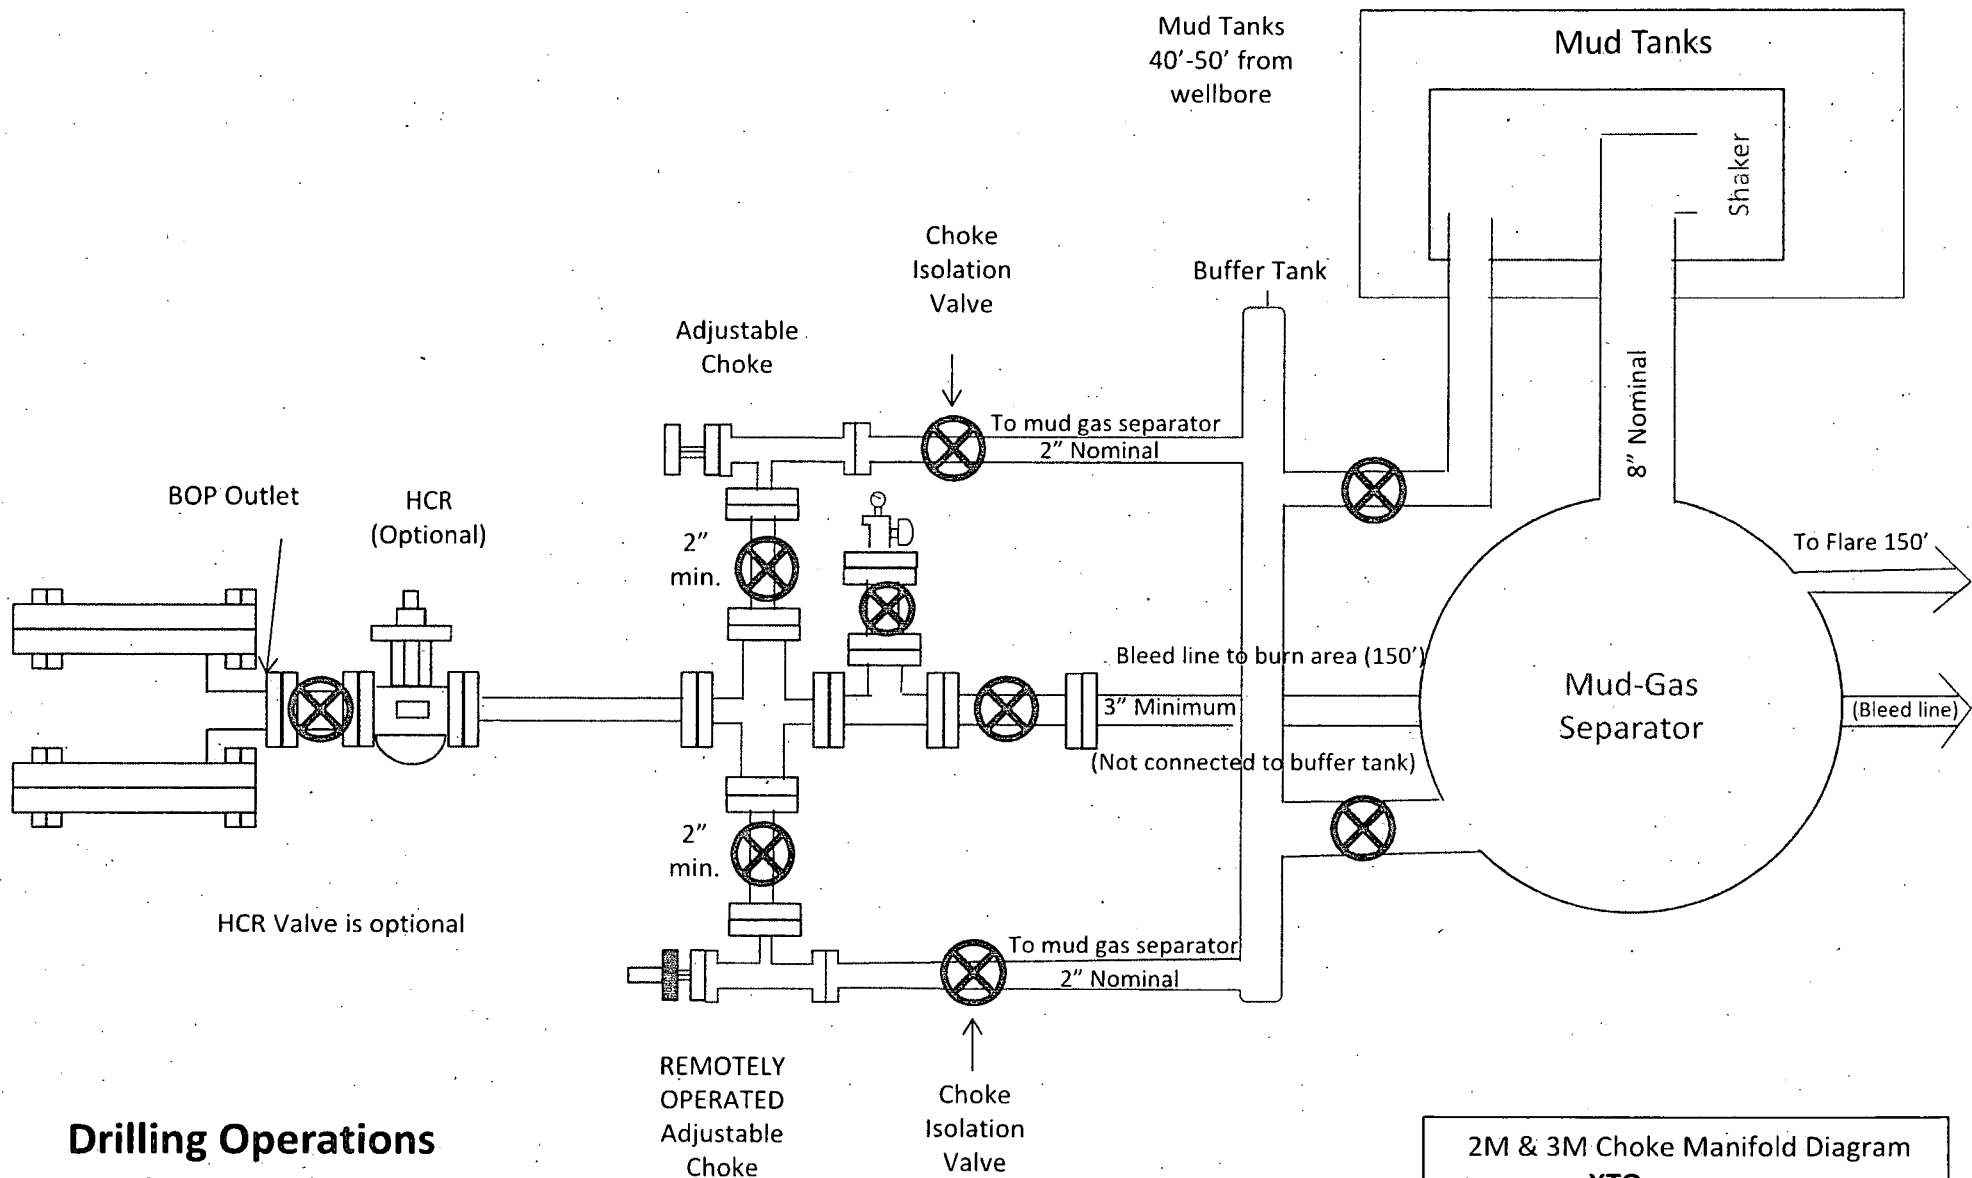 Mud Tanks
40’-50’ from
wellbore
Mud Tanks
Shaker
Choke
Isolation
Valve
Buffer Tank
Adjustable
Choke
8” Nominal
To mud gas separator
2” Nominal
BOP Outlet
HCR
(Optional)
2”
min.
To Flare 150’
Bleed line to burn area (150’)
3” Minimum
(Not connected to buffer tank)
Mud-Gas
Separator
(Bleed line)
2”
min.
HCR Valve is optional
To mud gas separator
2” Nominal
REMOTELY
OPERATED
Adjustable
Choke
Choke
Isolation
Valve
Drilling Operations
2M & 3M Choke Manifold Diagram
XTO